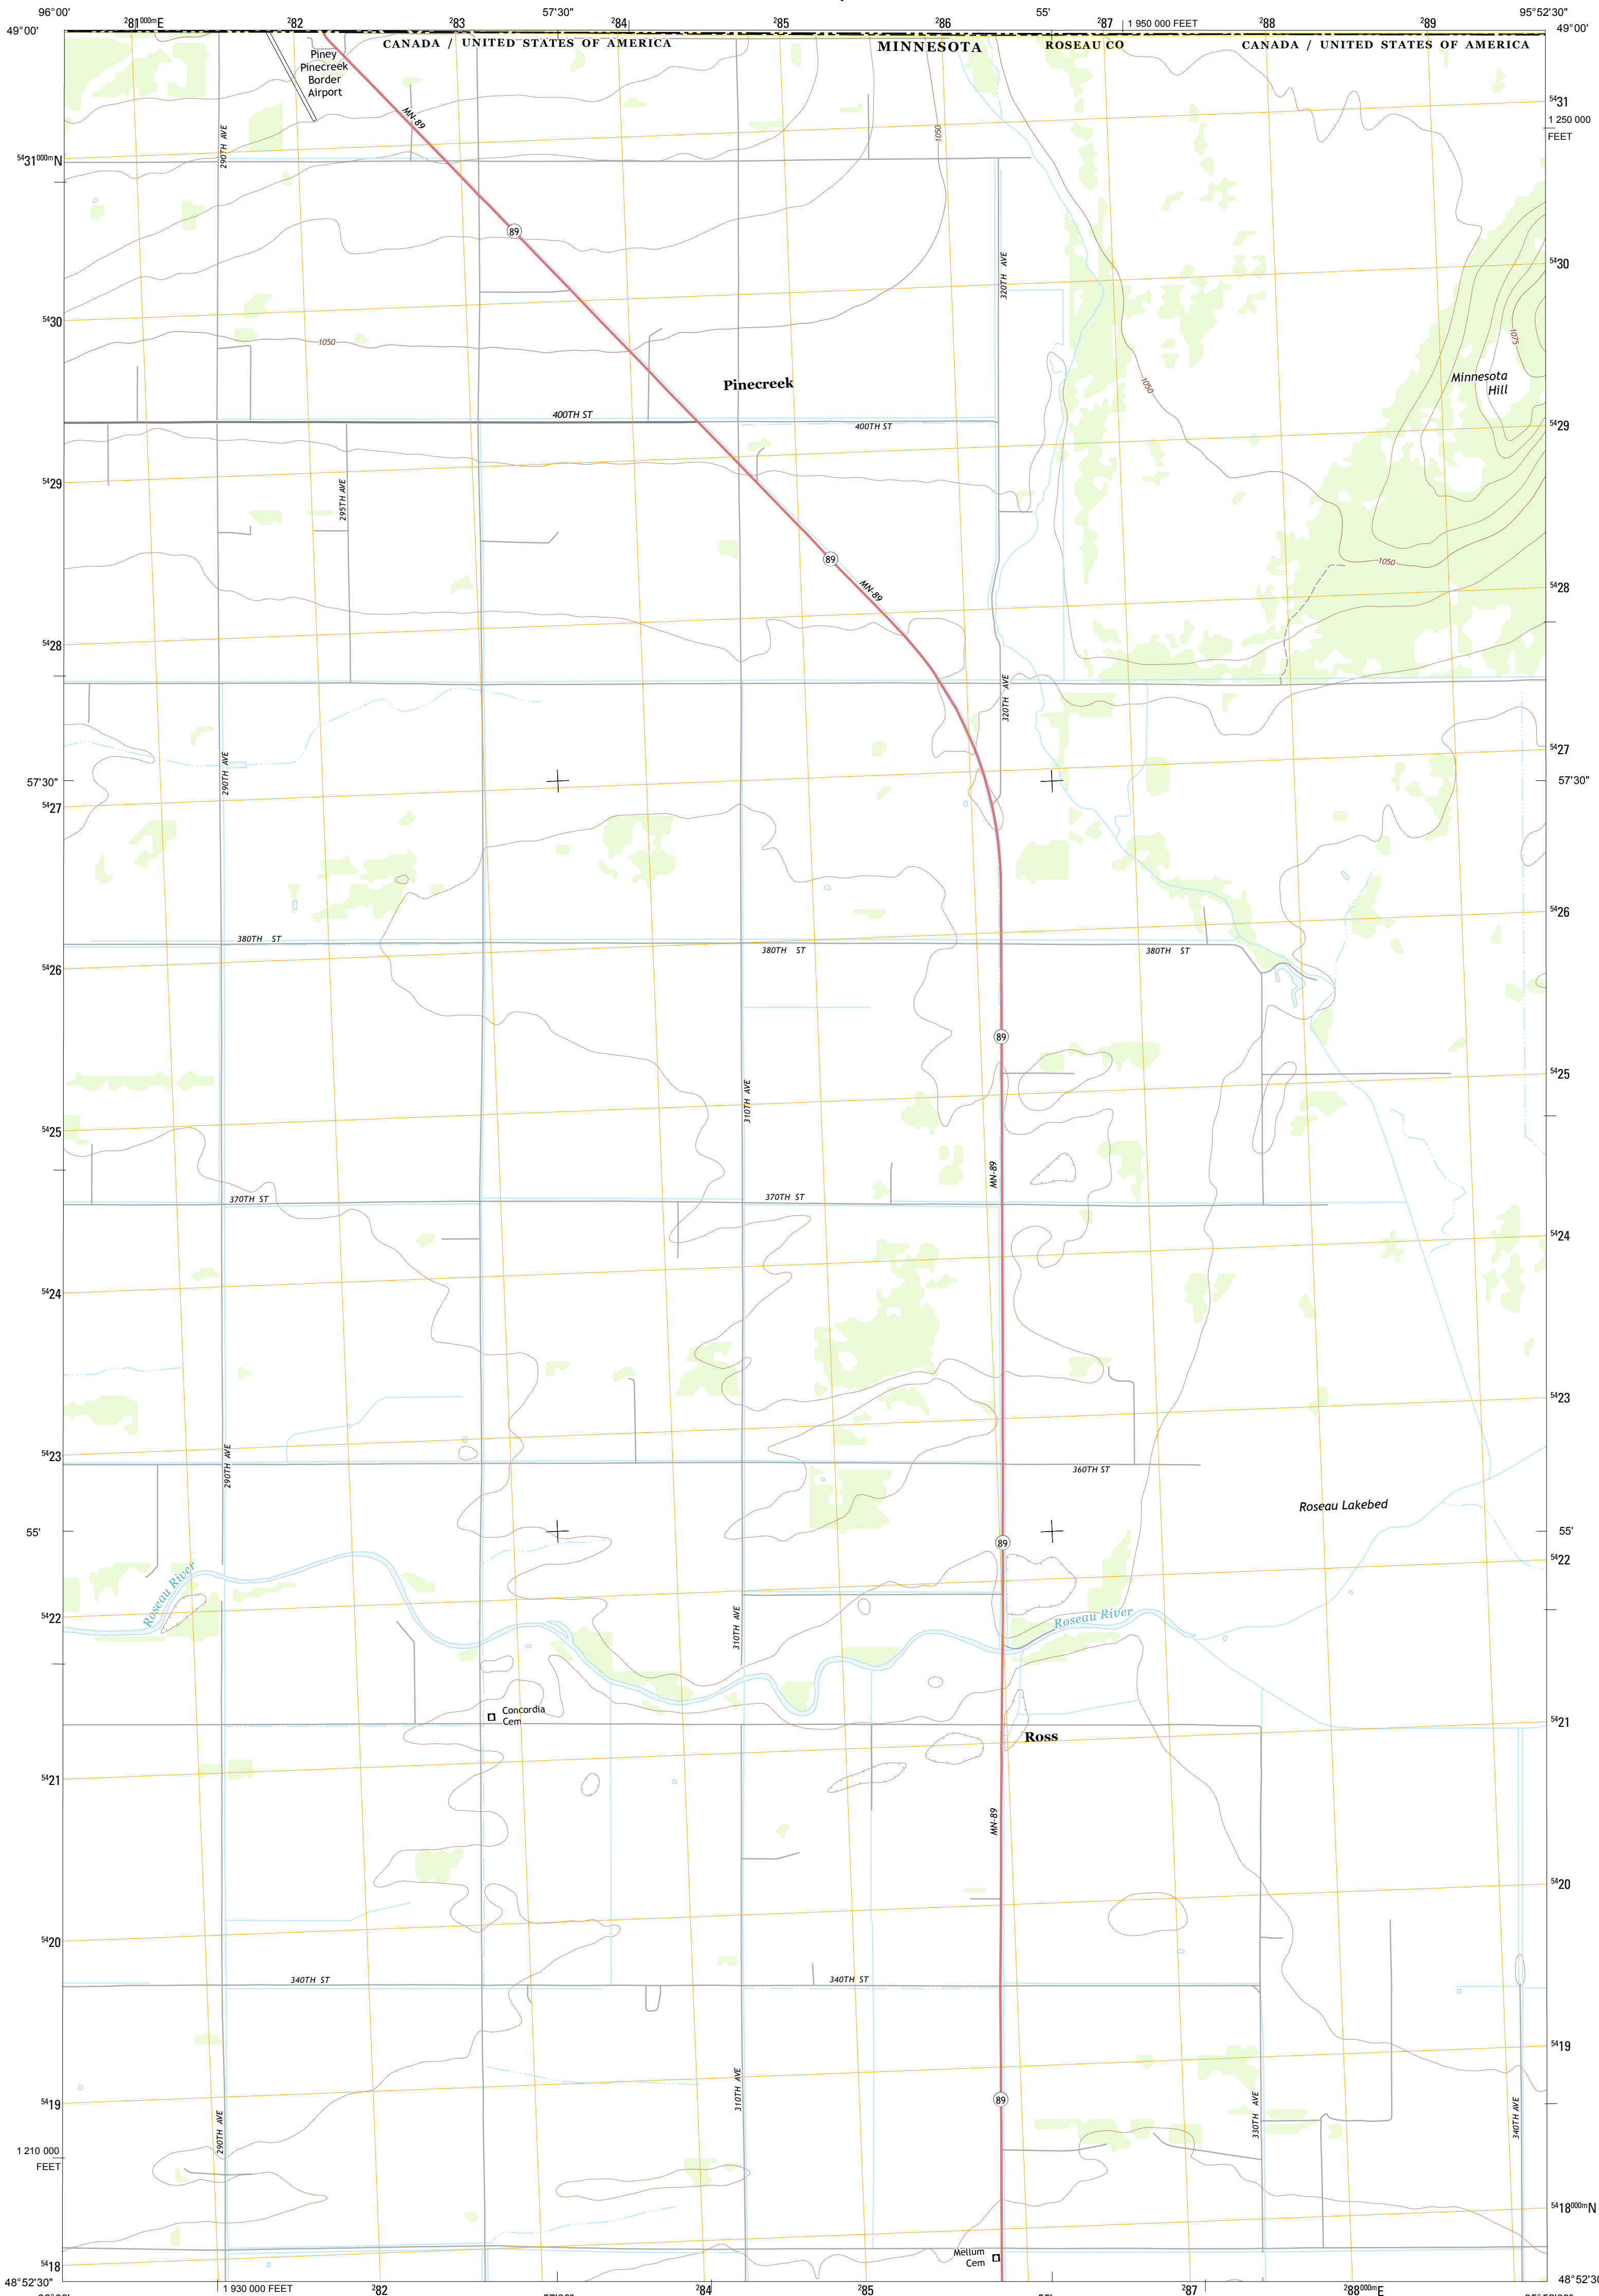 96°00'
²81⁰⁰⁰ᵐE
²82
²83
57'30"
²84
²85
²86
55'
²87
1 950 000 FEET
²88
²89
95°52'30"
49°00'
CANADA / UNITED STATES OF AMERICA
MINNESOTA
ROSEAU CO
CANADA / UNITED STATES OF AMERICA
49°00'
Piney
Pinecreek
Border
Airport
⁵⁴31
1 250 000
FEET
MN-89
290TH AVE
1050
⁵⁴31⁰⁰⁰ᵐN
89
320TH AVE
⁵⁴30
⁵⁴30
1050
1075
1050
Minnesota
Hill
Pinecreek
400TH ST
400TH ST
⁵⁴29
⁵⁴29
295TH AVE
89
MN-89
1050
⁵⁴28
⁵⁴28
320TH AVE
290TH AVE
⁵⁴27
57'30"
57'30"
⁵⁴27
⁵⁴26
380TH ST
380TH ST
380TH ST
⁵⁴26
89
⁵⁴25
310TH AVE
⁵⁴25
MN-89
370TH ST
370TH ST
⁵⁴24
⁵⁴24
⁵⁴23
⁵⁴23
290TH AVE
360TH ST
Roseau Lakebed
55'
55'
89
⁵⁴22
Roseau River
⁵⁴22
310TH AVE
Roseau River
Concordia
Cem
⁵⁴21
Ross
⁵⁴21
MN-89
⁵⁴20
⁵⁴20
340TH ST
340TH ST
⁵⁴19
⁵⁴19
290TH AVE
310TH AVE
89
330TH AVE
340TH AVE
1 210 000
FEET
⁵⁴18⁰⁰⁰ᵐN
Mellum
Cem
⁵⁴18
48°52'30"
1 930 000 FEET
²82
²84
²85
²87
²88⁰⁰⁰ᵐE